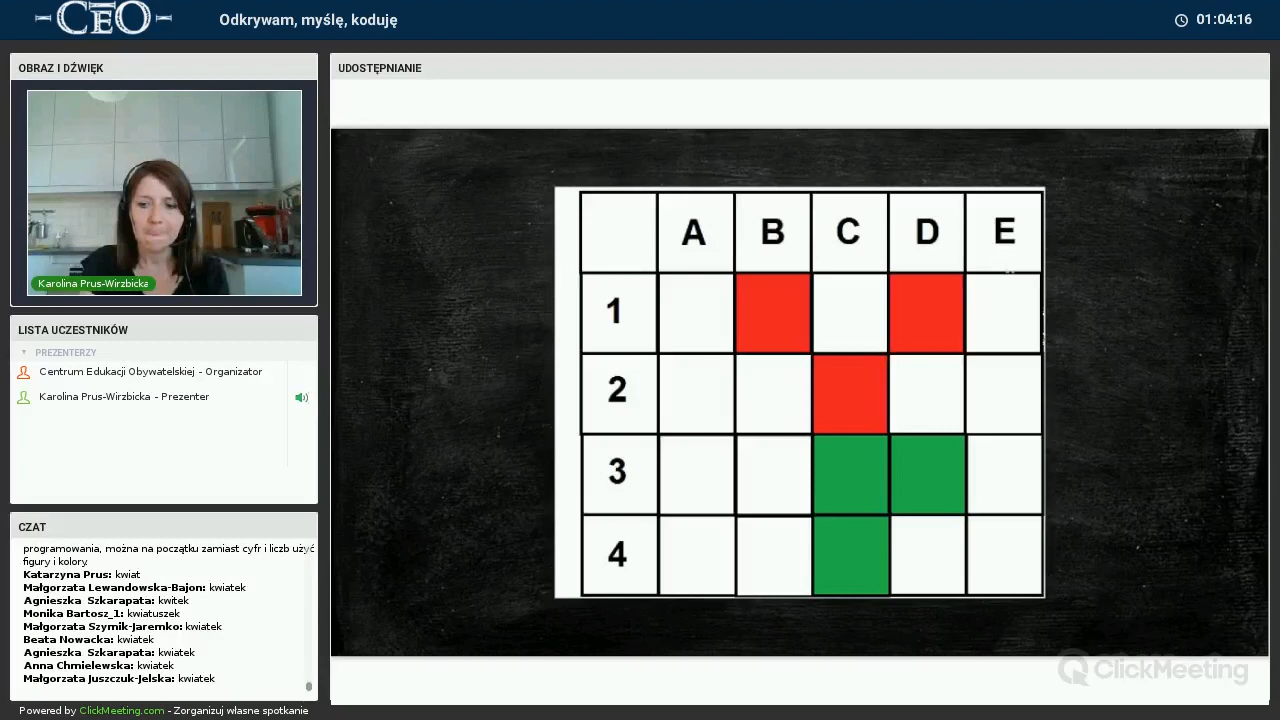 CEO
Odkrywam, myślę, koduję
01:04:16
OBRAZ I DŹWIĘK
Karolina Prus-Wirzbicka
LISTA UCZESTNIKÓW
PREZENTERZY
Centrum Edukacji Obywatelskiej - Organizator
Karolina Prus-Wirzbicka - Prezenter
CZAT
programowania, można na początku zamiast cyfr i liczb użyć
figury i kolory.
Katarzyna Prus: kwiat
Małgorzata Lewandowska-Bajon: kwiatek
Agnieszka Szkarapata: kwitek
Monika Bartosz_1: kwiatuszek
Małgorzata Szymik-Jaremko: kwiatek
Beata Nowacka: kwiatek
Agnieszka Szkarapata: kwiatek
Anna Chmielewska: kwiatek
Małgorzata Juszczuk-Jelska: kwiatek
Powered by ClickMeeting.com - Zorganizuj własne spotkanie
UDOSTĘPNIANIE
A B C D E
1
2
3
4
ClickMeeting